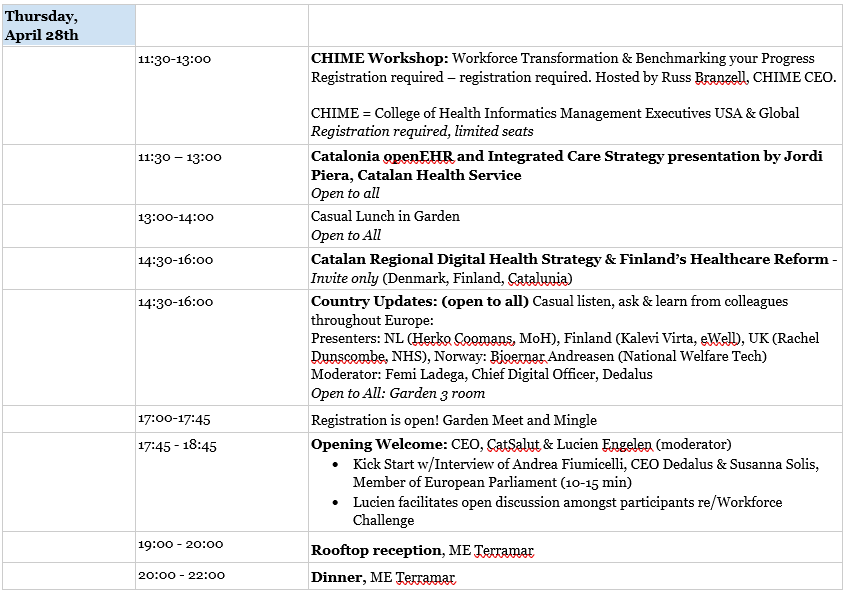 Thursday,
April 28th
11:30-13:00
CHIME Workshop: Workforce Transformation & Benchmarking your Progress
Registration required – registration required. Hosted by Russ Branzell, CHIME CEO.
CHIME = College of Health Informatics Management Executives USA & Global
Registration required, limited seats
11:30 – 13:00
Catalonia openEHR and Integrated Care Strategy presentation by Jordi
Piera, Catalan Health Service
Open to all
13:00-14:00
Casual Lunch in Garden
Open to All
14:30-16:00
Catalan Regional Digital Health Strategy & Finland's Healthcare Reform -
Invite only (Denmark, Finland, Catalunia)
14:30-16:00
Country Updates: (open to all) Casual listen, ask & learn from colleagues
throughout Europe:
Presenters: NL (Herko Coomans, MoH), Finland (Kalevi Virta, eWell), UK (Rachel
Dunscombe, NHS), Norway: Bjoernar Andreasen (National Welfare Tech)
Moderator: Femi Ladega, Chief Digital Officer, Dedalus
Open to All: Garden 3 room
17:00-17:45
Registration is open! Garden Meet and Mingle
17:45 - 18:45
Opening Welcome: CEO, CatSalut & Lucien Engelen (moderator)
• Kick Start w/Interview of Andrea Fiumicelli, CEO Dedalus & Susanna Solis,
Member of European Parliament (10-15 min)
• Lucien facilitates open discussion amongst participants re/Workforce
Challenge
19:00 - 20:00
Rooftop reception, ME Terramar
20:00 - 22:00
Dinner, ME Terramar